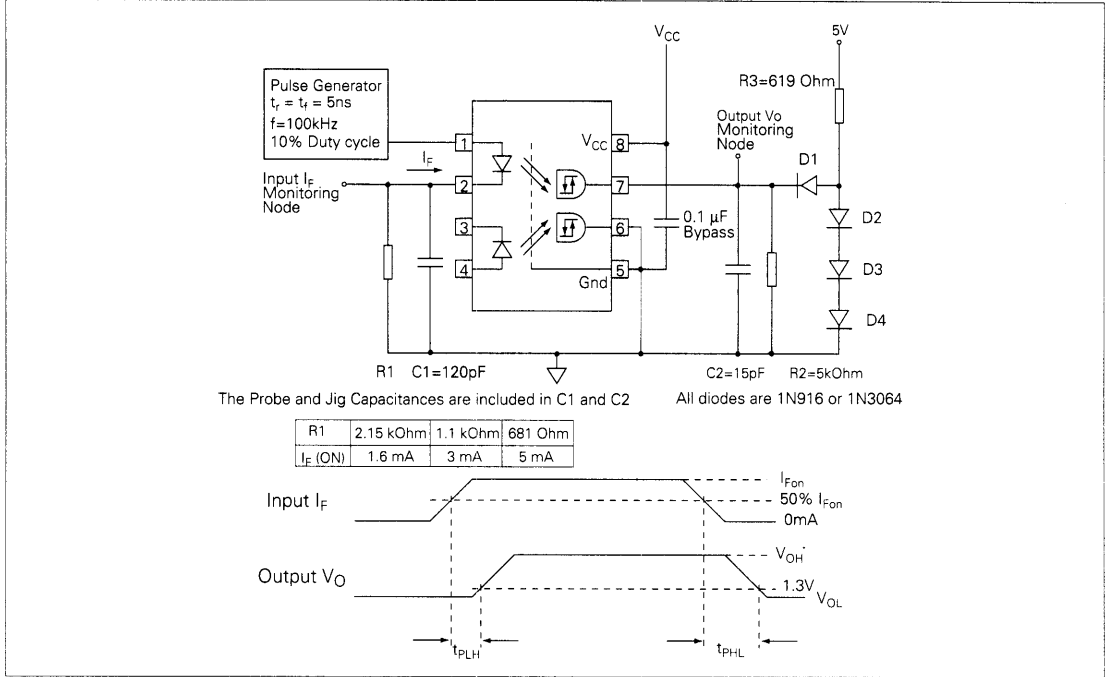 V_CC
5V
Pulse Generator
t_r = t_f = 5ns
f=100kHz
10% Duty cycle
R3=619 Ohm
Output Vo
Monitoring
Node
D1
1
V_CC 8
I_F
Input I_F
Monitoring
Node
2
7
D2
3
6
0.1 µF
Bypass
D3
4
5
Gnd
D4
R1 C1=120pF
C2=15pF R2=5kOhm
The Probe and Jig Capacitances are included in C1 and C2
All diodes are 1N916 or 1N3064
R1 2.15 kOhm 1.1 kOhm 681 Ohm
I_F (ON) 1.6 mA 3 mA 5 mA
Input I_F
I_Fon
50% I_Fon
0mA
Output V_O
V_OH
1.3V
V_OL
t_PLH
t_PHL